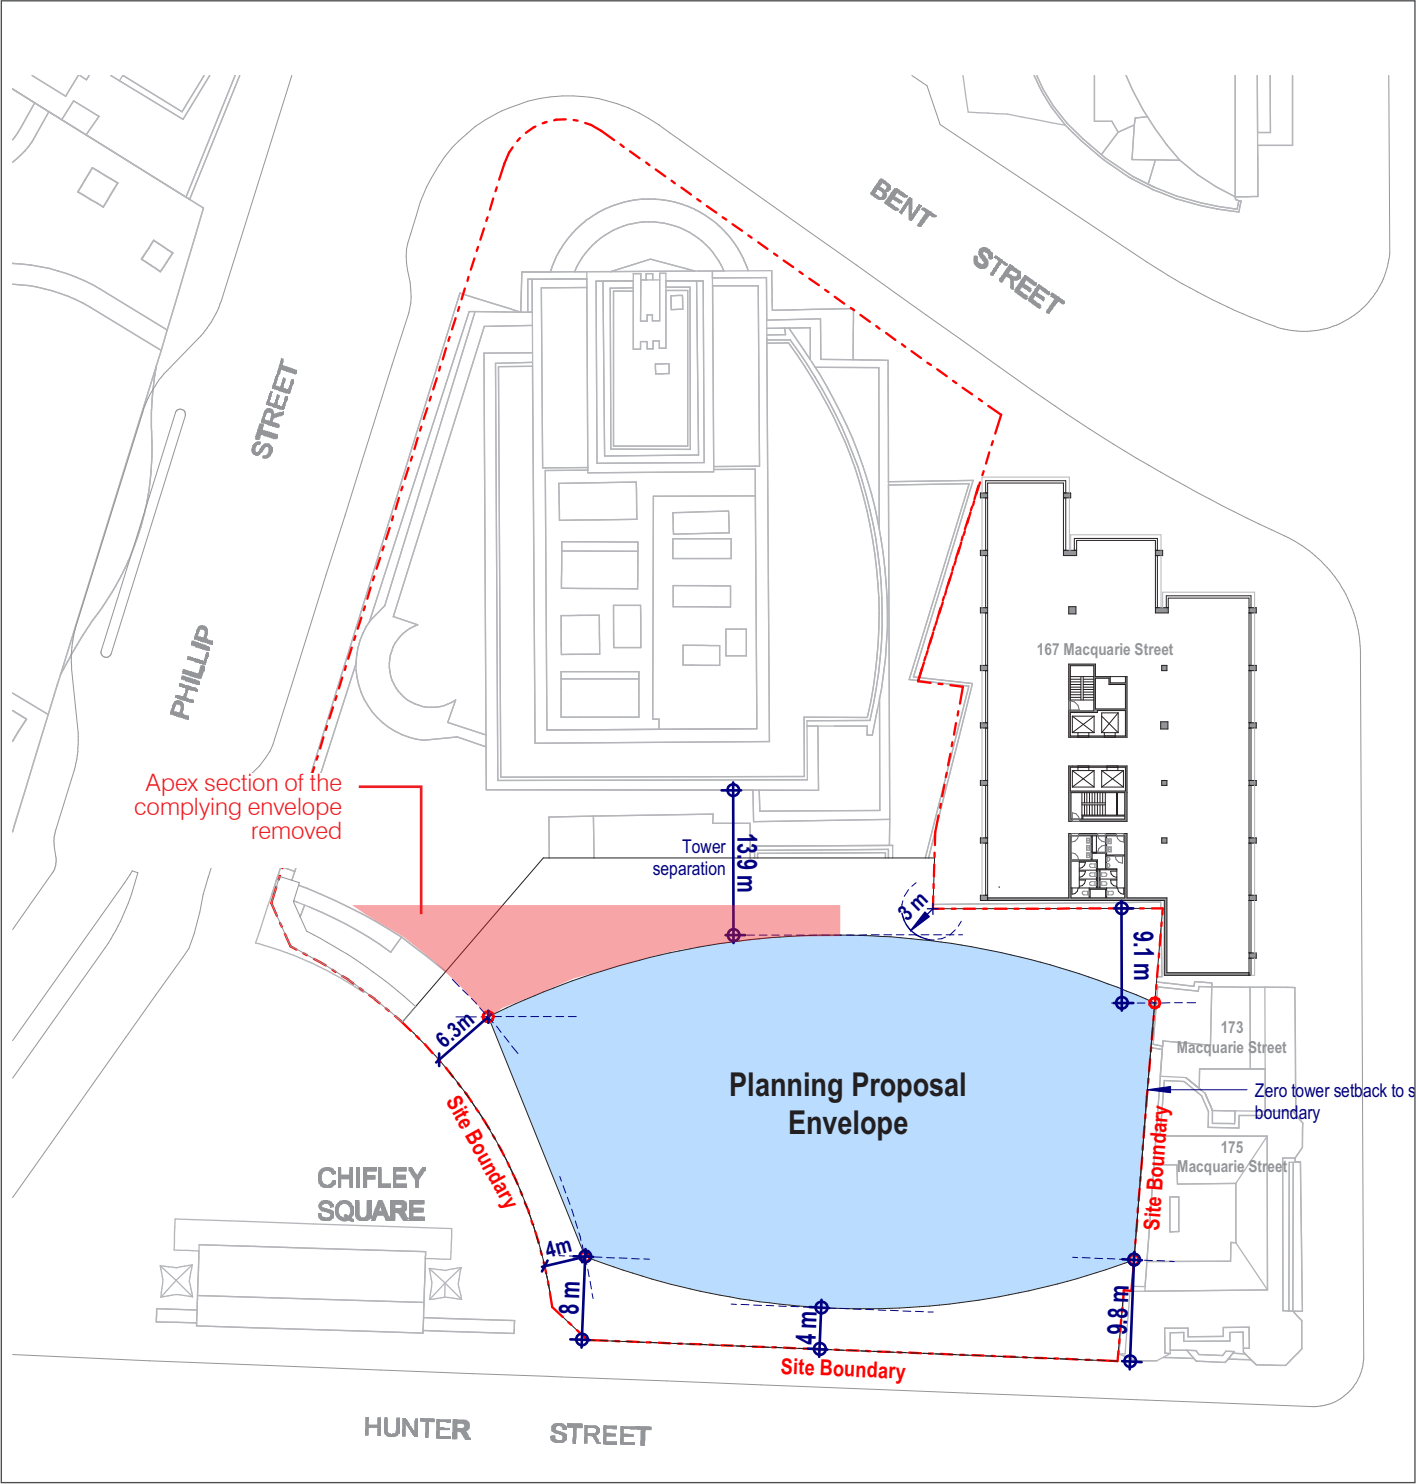 BENT
STREET
STREET
PHILLIP
167 Macquarie Street
Apex section of the
complying envelope
removed
Tower
separation
13.9 m
3 m
9.1 m
6.3m
173
Macquarie Street
Planning Proposal
Envelope
Zero tower setback to s
boundary
Site Boundary
Site Boundary
175
Macquarie Street
CHIFLEY
SQUARE
4m
8 m
4 m
9.8 m
Site Boundary
HUNTER STREET